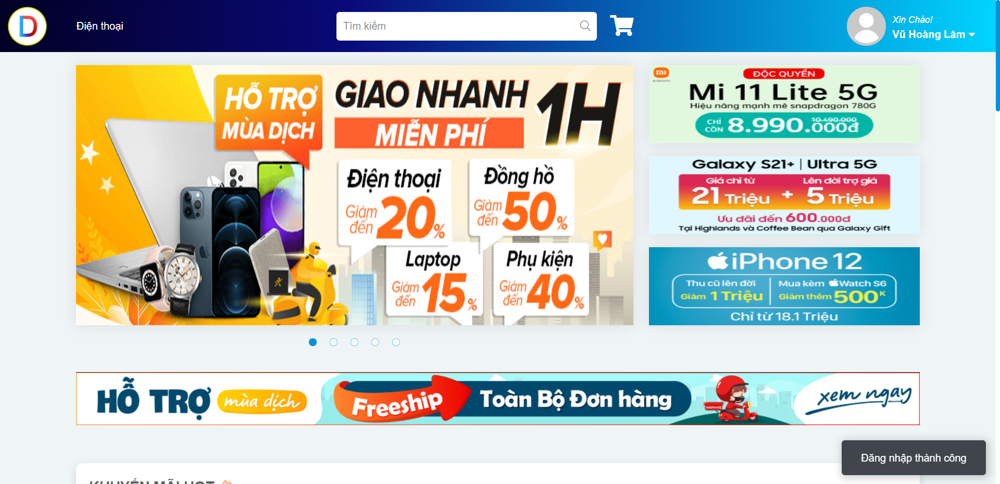 D
Điện thoại
Tìm kiếm
Xin Chào!
Vũ Hoàng Lâm
HỖ TRỢ
MÙA DỊCH
GIAO NHANH 1H
MIỄN PHÍ
Điện thoại
Giảm đến 20%
Đồng hồ
Giảm đến 50%
Laptop
Giảm đến 15%
Phụ kiện
Giảm đến 40%
mi
xiaomi
ĐỘC QUYỀN
Mi 11 Lite 5G
Hiệu năng mạnh mẽ snapdragon 780G
CHỈ CÒN 8.990.000đ
10.490.000
Galaxy S21+ | Ultra 5G
Giá chỉ từ
21 Triệu
+
Lên đời trợ giá
5 Triệu
Ưu đãi đến 600.000đ
Tại Highlands và Coffee Bean qua Galaxy Gift
iPhone 12
Thu cũ lên đời
Giảm 1 Triệu
Mua kèm Watch S6
Giảm thêm 500K
Chỉ từ 18.1 Triệu
HỖ TRỢ mùa dịch
Freeship
Toàn Bộ Đơn hàng
xem ngay
Đăng nhập thành công
KHUYẾN MÃI HOT